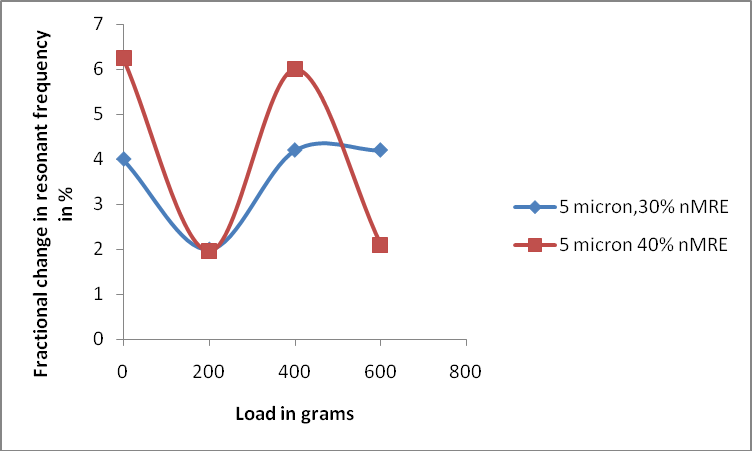 7
6
5
4
3
2
1
0
Fractional change in resonant frequency
in %
0 200 400 600 800
Load in grams
5 micron,30% nMRE
5 micron 40% nMRE